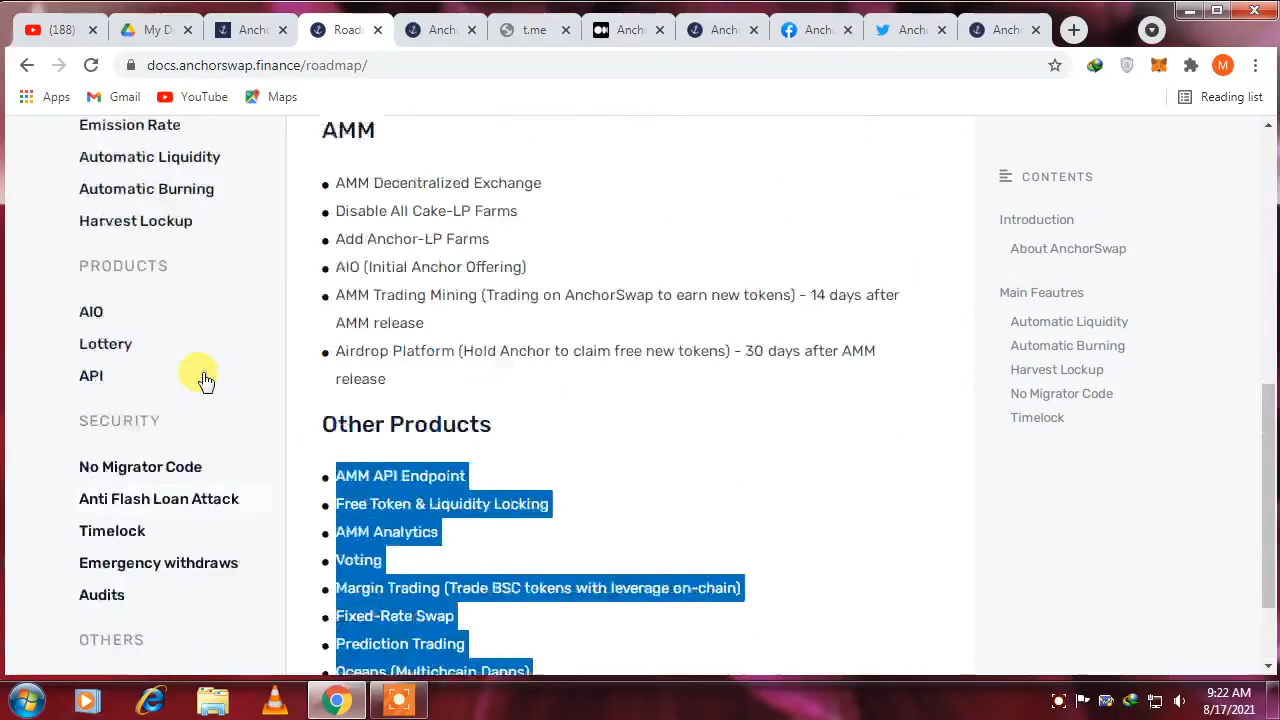 (188)
My D
Anch
Road
Anch
t.me
Anch
Anch
Anch
Anch
Anch
docs.anchorswap.finance/roadmap/
M
Apps
Gmail
YouTube
Maps
Reading list
Emission Rate
Automatic Liquidity
Automatic Burning
Harvest Lockup
PRODUCTS
AIO
Lottery
API
SECURITY
No Migrator Code
Anti Flash Loan Attack
Timelock
Emergency withdraws
Audits
OTHERS
AMM
AMM Decentralized Exchange
Disable All Cake-LP Farms
Add Anchor-LP Farms
AIO (Initial Anchor Offering)
AMM Trading Mining (Trading on AnchorSwap to earn new tokens) - 14 days after
AMM release
Airdrop Platform (Hold Anchor to claim free new tokens) - 30 days after AMM
release
Other Products
AMM API Endpoint
Free Token & Liquidity Locking
AMM Analytics
Voting
Margin Trading (Trade BSC tokens with leverage on-chain)
Fixed-Rate Swap
Prediction Trading
Oceans (Multichcain Dapps)
CONTENTS
Introduction
About AnchorSwap
Main Feautres
Automatic Liquidity
Automatic Burning
Harvest Lockup
No Migrator Code
Timelock
9:22 AM
8/17/2021